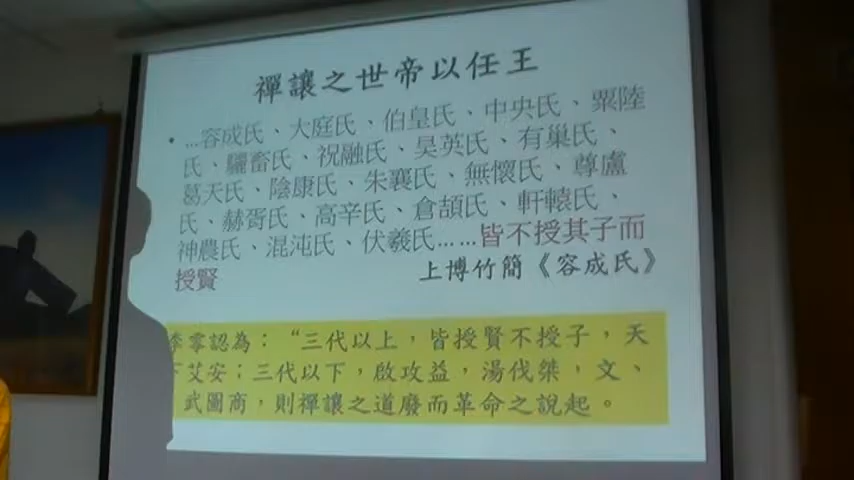 禪讓之世帝以任王
• …容成氏、大庭氏、伯皇氏、中央氏、粟陸
氏、驪畜氏、祝融氏、昊英氏、有巢氏、
葛天氏、陰康氏、朱襄氏、無懷氏、尊盧
氏、赫胥氏、高辛氏、倉頡氏、軒轅氏、
神農氏、混沌氏、伏羲氏……皆不授其子而
授賢
上博竹簡《容成氏》
李零認為：“三代以上，皆授賢不授子，天
下艾安；三代以下，啟攻益，湯伐桀，文、
武圖商，則禪讓之道廢而革命之說起。